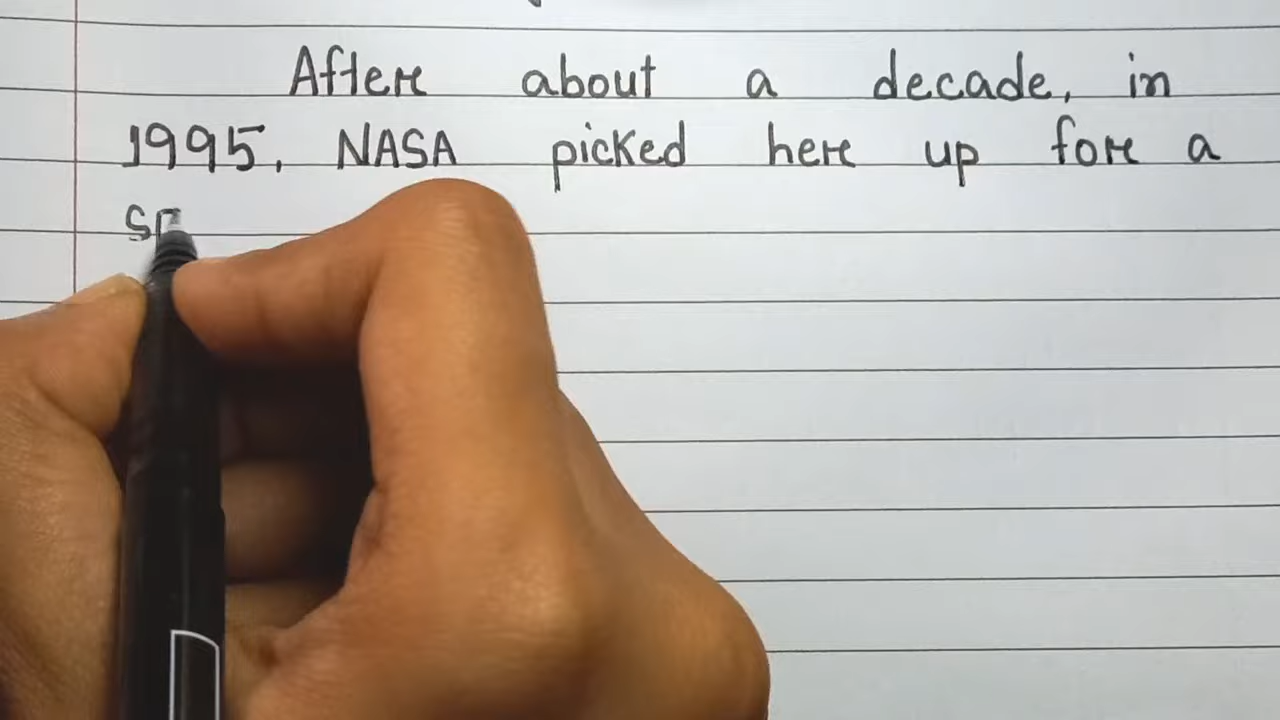 After about a decade, in
1995, NASA picked her up for a